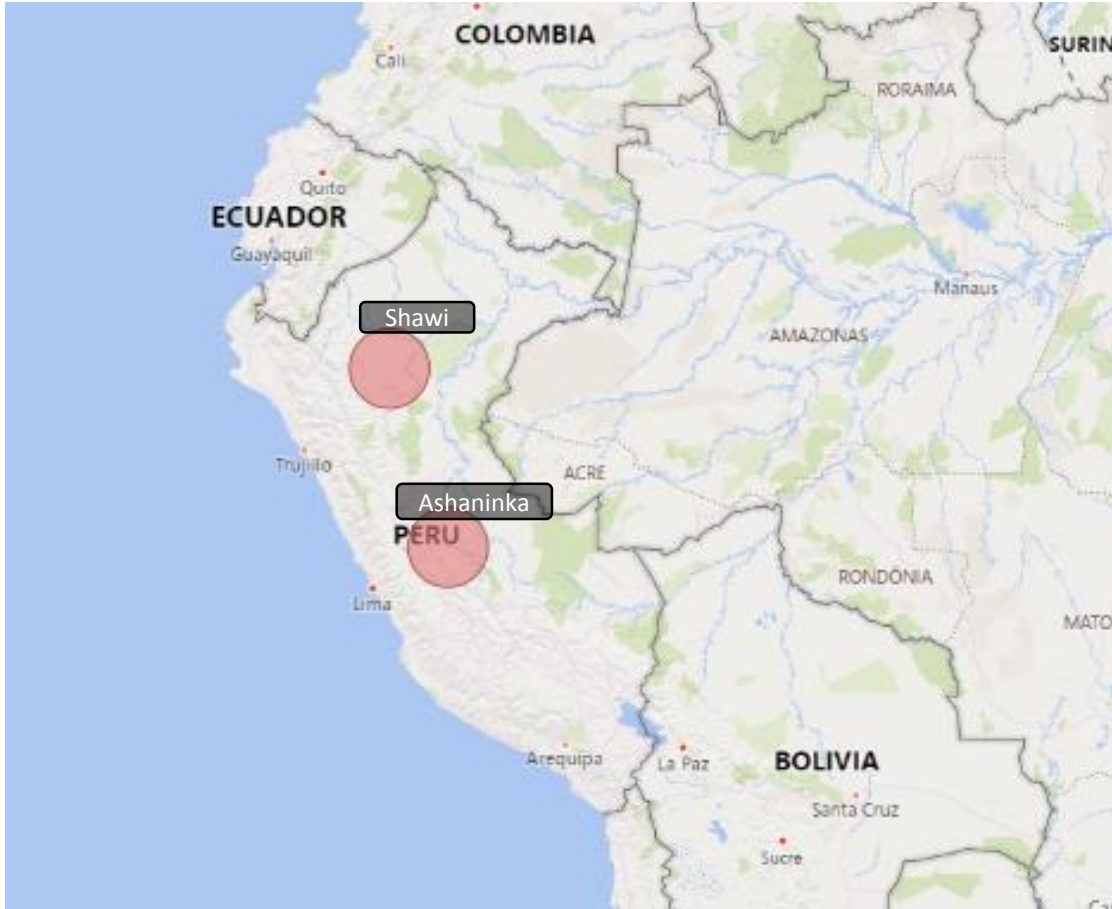 COLOMBIA
SURIN
Cali
RORAIMA
Quito
ECUADOR
Guayaquil
Manaus
Shawi
AMAZONAS
Trujillo
ACRE
Ashaninka
PERU
RONDÔNIA
Lima
MATO
Arequipa
La Paz
BOLIVIA
Santa Cruz
Sucre
Ca